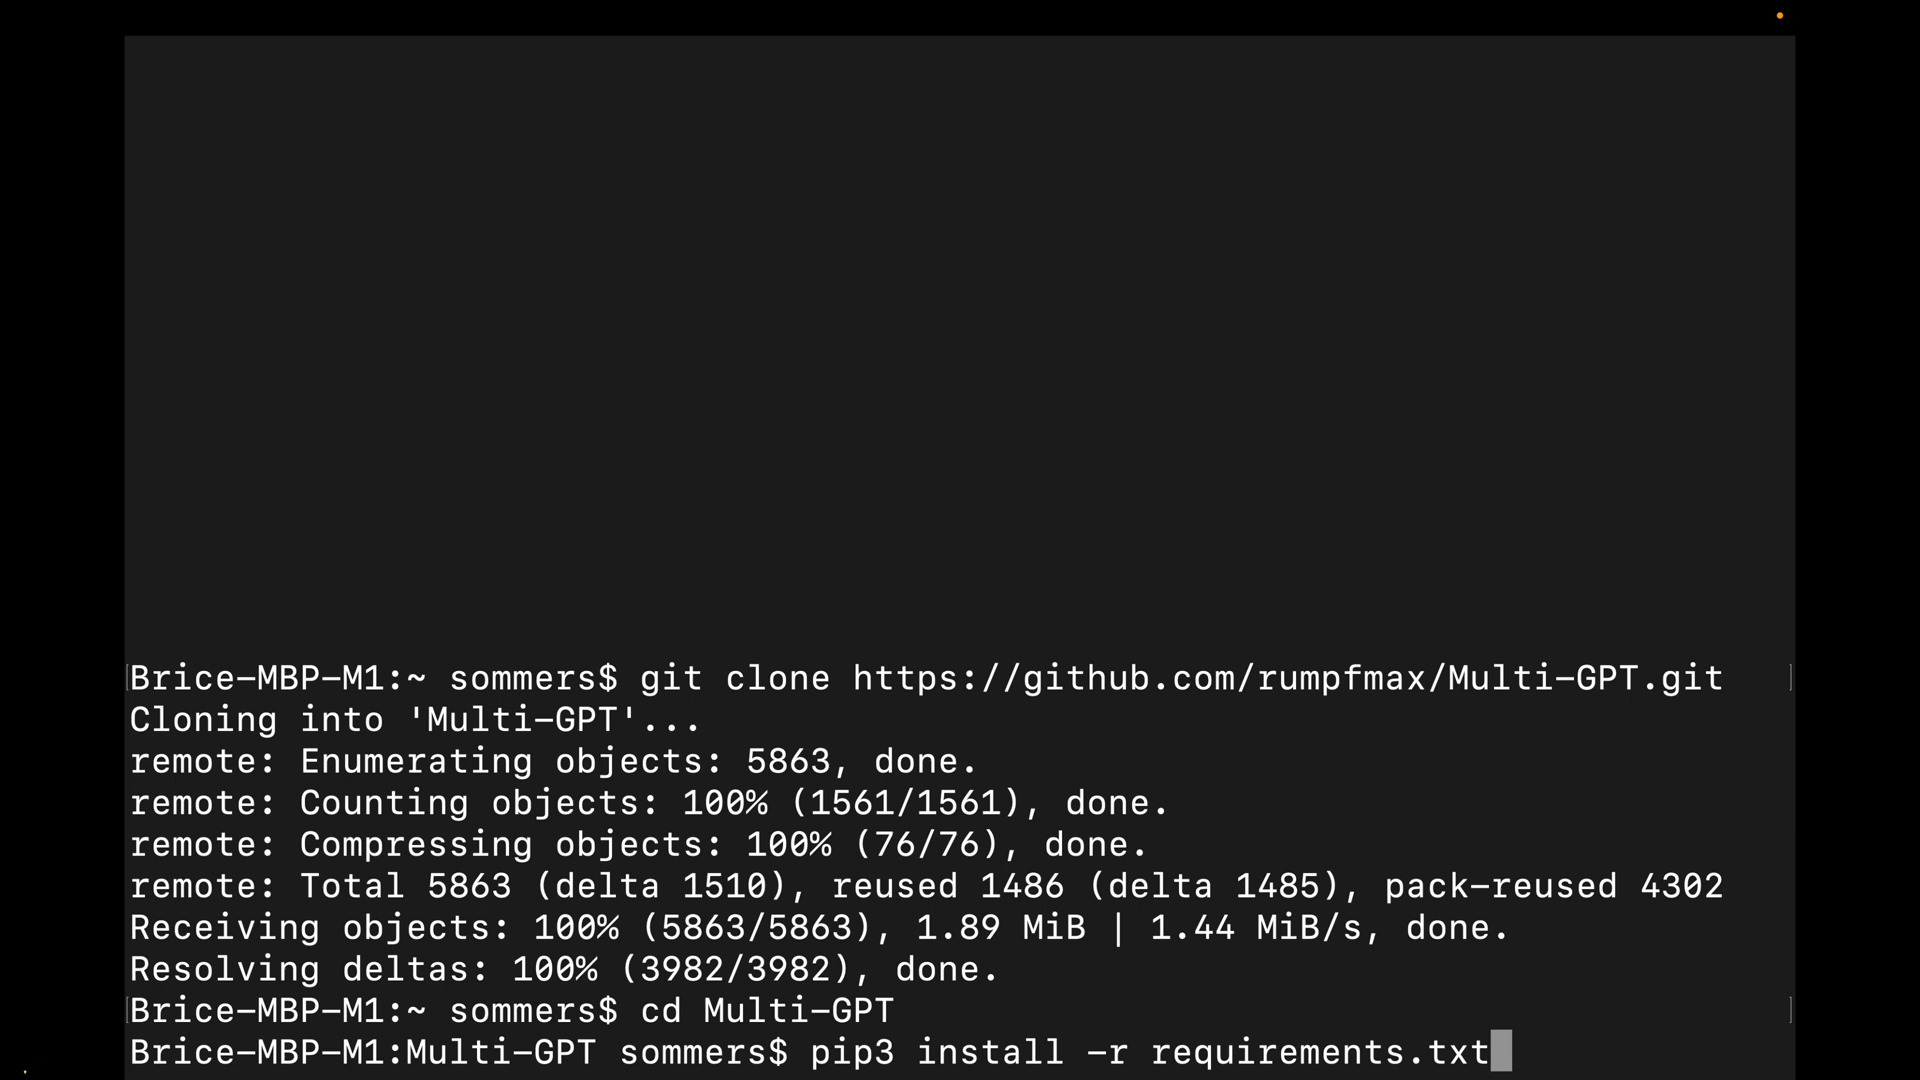 Brice-MBP-M1:~ sommers$ git clone https://github.com/rumpfmax/Multi-GPT.git
Cloning into 'Multi-GPT'...
remote: Enumerating objects: 5863, done.
remote: Counting objects: 100% (1561/1561), done.
remote: Compressing objects: 100% (76/76), done.
remote: Total 5863 (delta 1510), reused 1486 (delta 1485), pack-reused 4302
Receiving objects: 100% (5863/5863), 1.89 MiB | 1.44 MiB/s, done.
Resolving deltas: 100% (3982/3982), done.
Brice-MBP-M1:~ sommers$ cd Multi-GPT
Brice-MBP-M1:Multi-GPT sommers$ pip3 install -r requirements.txt